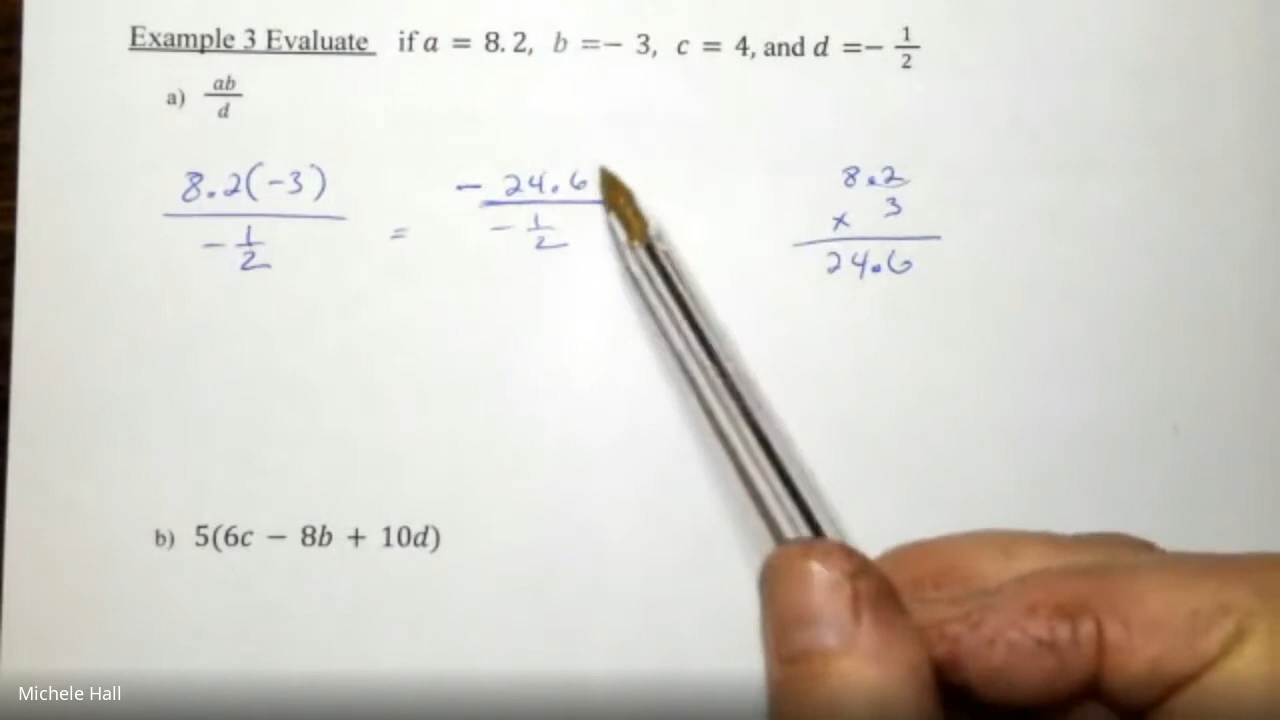 Example 3 Evaluate if a = 8.2, b =− 3, c = 4, and d =− 1/2
a) ab/d
8.2(-3)/-1/2 = -24.6/-1/2
8.2
x 3
24.6
b) 5(6c − 8b + 10d)
Michele Hall